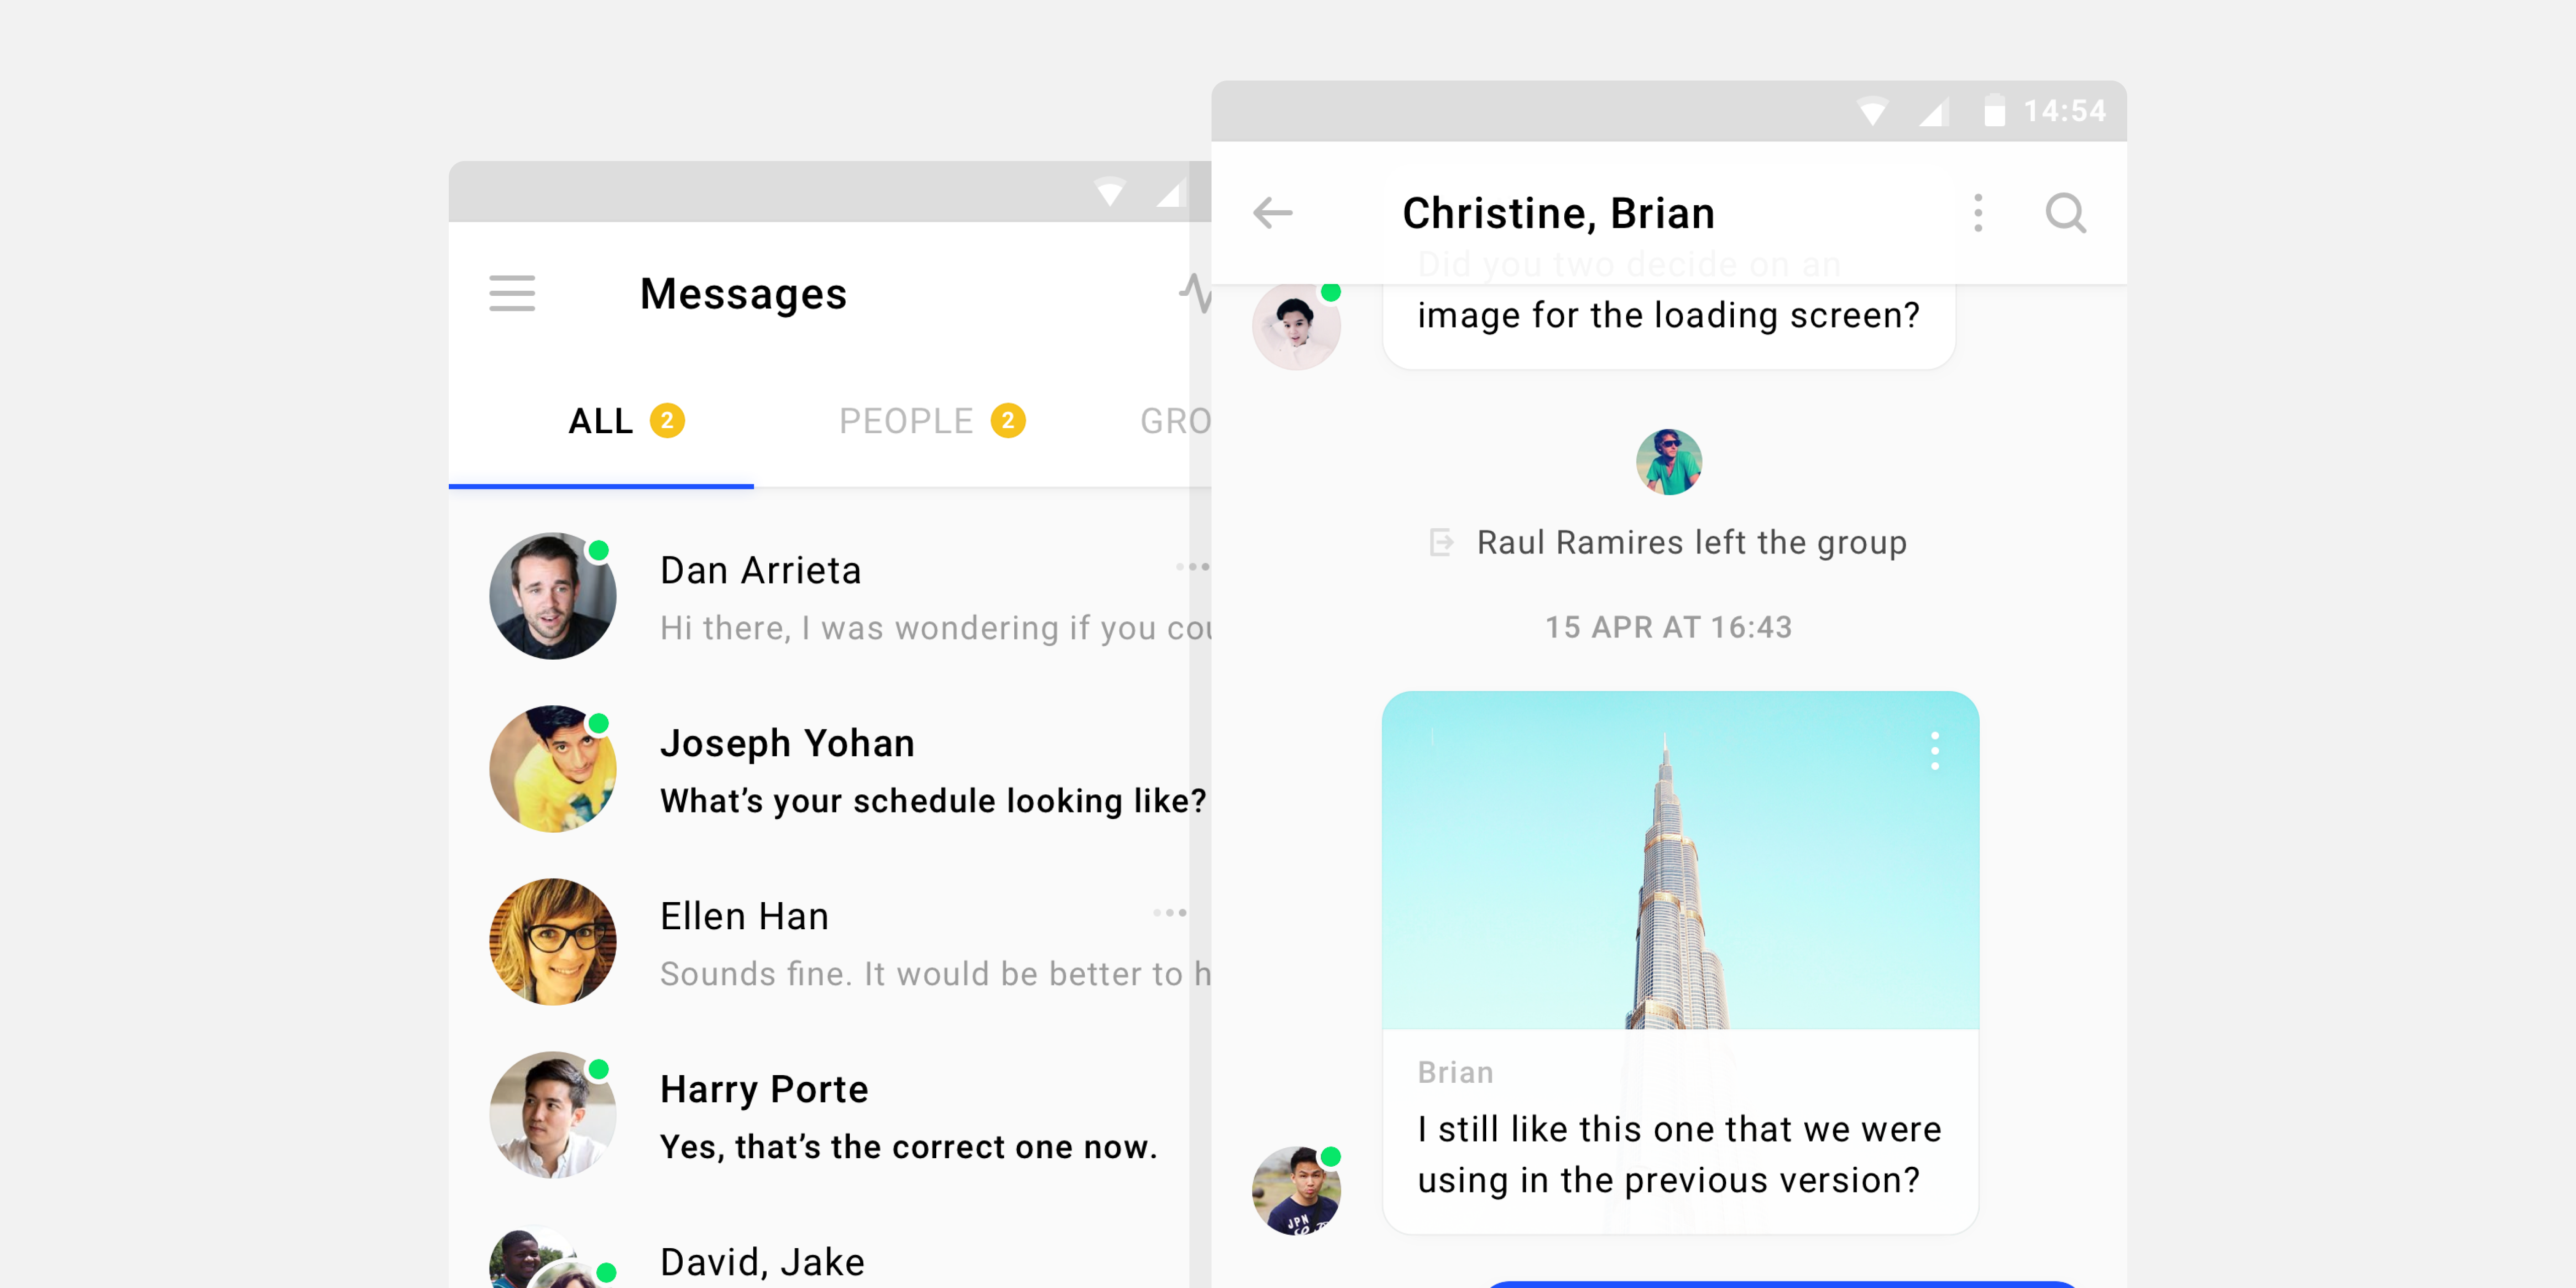 Messages
ALL 2
PEOPLE 2
GRO
Dan Arrieta
Hi there, I was wondering if you cou
Joseph Yohan
What’s your schedule looking like?
Ellen Han
Sounds fine. It would be better to h
Harry Porte
Yes, that’s the correct one now.
David, Jake
14:54
Christine, Brian
Did you two decide on an
image for the loading screen?
Raul Ramires left the group
15 APR AT 16:43
Brian
I still like this one that we were
using in the previous version?
JPN